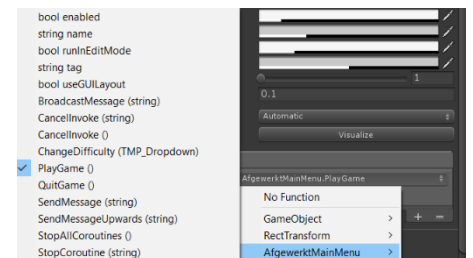 bool enabled
string name
bool runInEditMode
string tag
bool useGUILayout
BroadcastMessage (string)
CancelInvoke (string)
CancelInvoke ()
ChangeDifficulty (TMP_Dropdown)
PlayGame ()
QuitGame ()
SendMessage (string)
SendMessageUpwards (string)
StopAllCoroutines ()
StopCoroutine (string)
1
0.1
Automatic
Visualize
AfgewerktMainMenu.PlayGame
No Function
GameObject
RectTransform
AfgewerktMainMenu